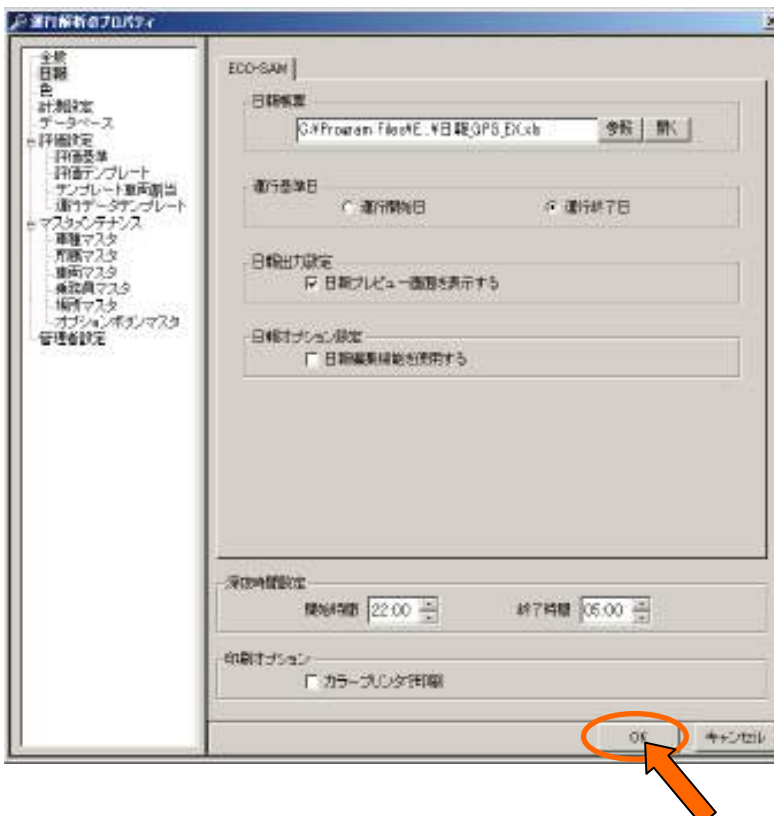 運行解析のプロパティ
全般
日報
色
計測設定
データベース
評価設定
評価基準
評価テンプレート
テンプレート車両割当
運行データテンプレート
マスタメンテナンス
車種マスタ
所属マスタ
車両マスタ
乗務員マスタ
場所マスタ
オプションボタンマスタ
管理者設定
ECO-SAM
日報帳票
C:¥Program Files¥E...¥日報_GPS_EX.xls 参照 開く
運行基準日
運行開始日 運行終了日
日報出力設定
日報プレビュー画面を表示する
日報オプション設定
日報編集機能を使用する
深夜時間設定
開始時間 22:00 終了時間 05:00
印刷オプション
カラープリンタで印刷
OK キャンセル